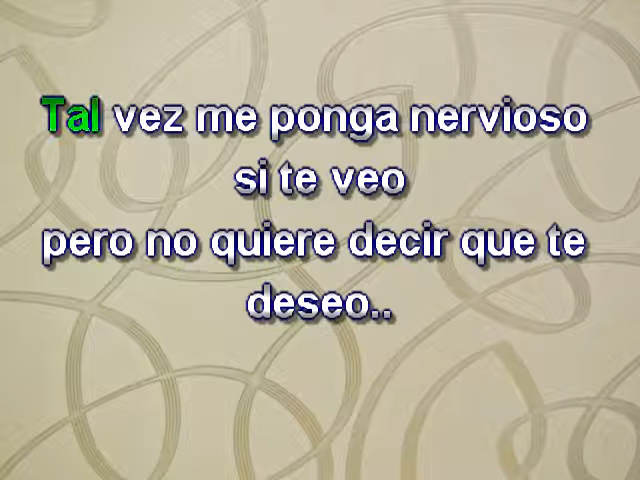 Tal vez me ponga nervioso
si te veo
pero no quiere decir que te
deseo..